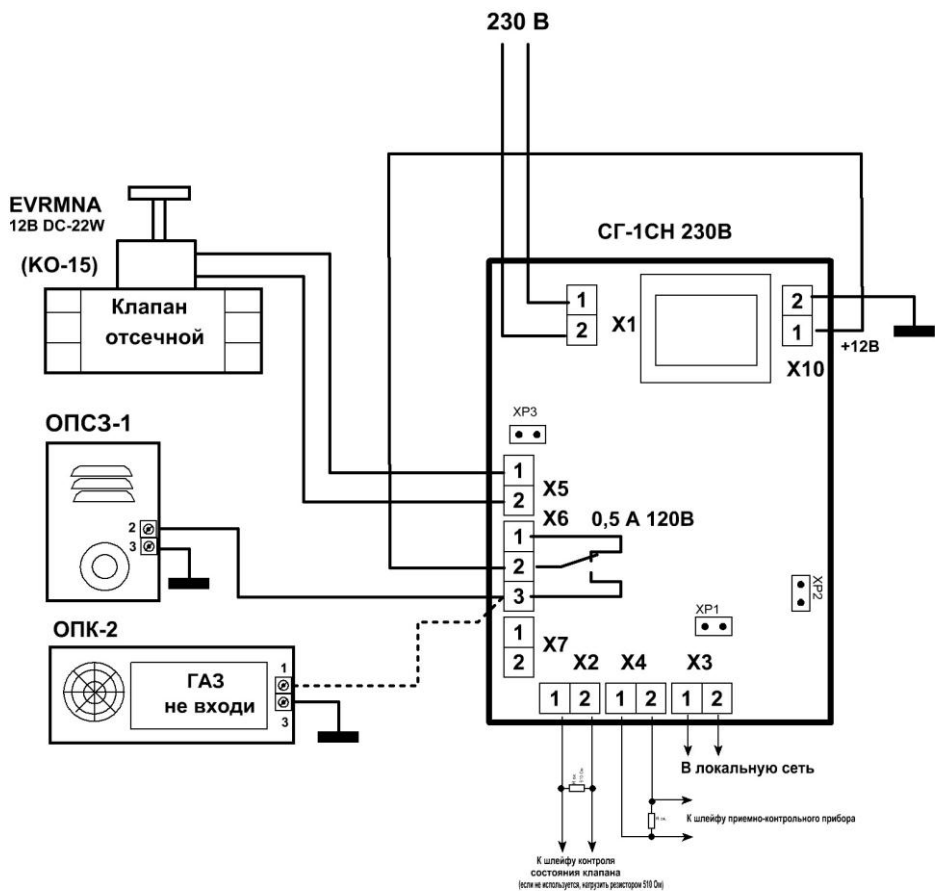 230 В
EVRMNA
12В DC-22W
(КО-15)
Клапан
отсечной
СГ-1СН 230В
1
2
X1
2
1
X10
+12В
ОПСЗ-1
2
3
XP3
1
2
X5
X6
1
2
3
0,5 А 120В
XP2
XP1
1
2
X7
X2
X4
X3
1 2
1 2
1 2
ОПК-2
ГАЗ
не входи
1
3
В локальную сеть
К шлейфу приемно-контрольного прибора
К шлейфу контроля
состояния клапана
(если не используется, нагрузить резистором 510 Ом)